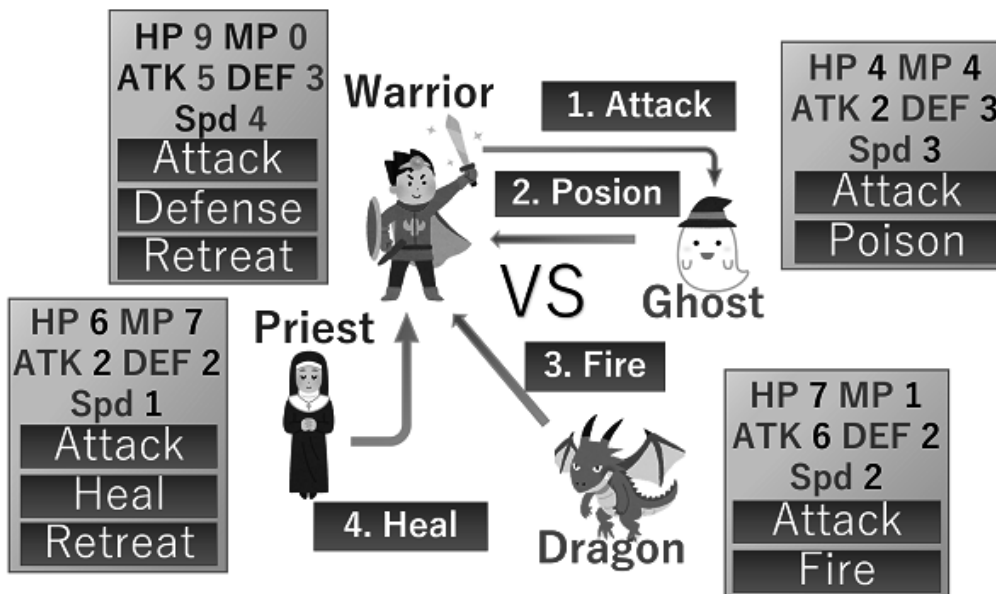 HP 9 MP 0
ATK 5 DEF 3
Spd 4
Attack
Defense
Retreat
Warrior
1. Attack
2. Posion
HP 4 MP 4
ATK 2 DEF 3
Spd 3
Attack
Poison
Ghost
VS
HP 6 MP 7
ATK 2 DEF 2
Spd 1
Attack
Heal
Retreat
Priest
3. Fire
4. Heal
Dragon
HP 7 MP 1
ATK 6 DEF 2
Spd 2
Attack
Fire